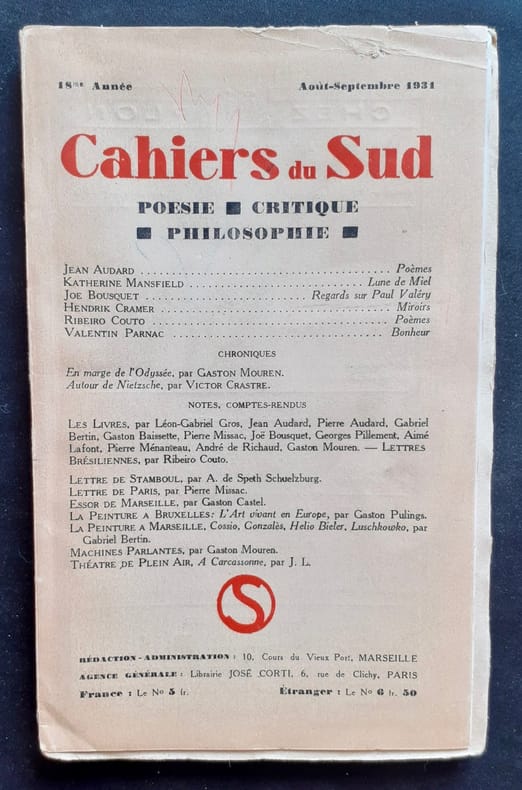 18ME Année Août-Septembre 1931
Cahiers du Sud
POESIE ■ CRITIQUE
■ PHILOSOPHIE ■
JEAN AUDARD ........................................ Poèmes
KATHERINE MANSFIELD ........................ Lune de Miel
JOE BOUSQUET ...................... Regards sur Paul Valéry
HENDRIK CRAMER ................................... Miroirs
RIBEIRO COUTO ..................................... Poèmes
VALENTIN PARNAC ................................. Bonheur
CHRONIQUES
En marge de l'Odyssée, par GASTON MOUREN.
Autour de Nietzsche, par VICTOR CRASTRE.
NOTES, COMPTES-RENDUS
LES LIVRES, par Léon-Gabriel Gros, Jean Audard, Pierre Audard, Gabriel
Bertin, Gaston Baissette, Pierre Missac, Joë Bousquet, Georges Pillement, Aimé
Lafont, Pierre Ménanteau, André de Richaud, Gaston Mouren. — LETTRES
BRÉSILIENNES, par Ribeiro Couto.
LETTRE DE STAMBOUL, par A. de Speth Schuelzburg.
LETTRE DE PARIS, par Pierre Missac.
ESSOR DE MARSEILLE, par Gaston Castel.
LA PEINTURE A BRUXELLES : L'Art vivant en Europe, par Gaston Pulings.
LA PEINTURE A MARSEILLE, Cossio, Gonzalès, Hélio Bieler, Luschkowko, par
Gabriel Bertin.
MACHINES PARLANTES, par Gaston Mouren.
THÉATRE DE PLEIN AIR, A Carcassonne, par J. L.
S
RÉDACTION-ADMINISTRATION : 10, Cours du Vieux Port, MARSEILLE
AGENCE GÉNÉRALE : Librairie JOSÉ CORTI, 6, rue de Clichy, PARIS
France : Le No 5 fr. Étranger : Le No 6 fr. 50